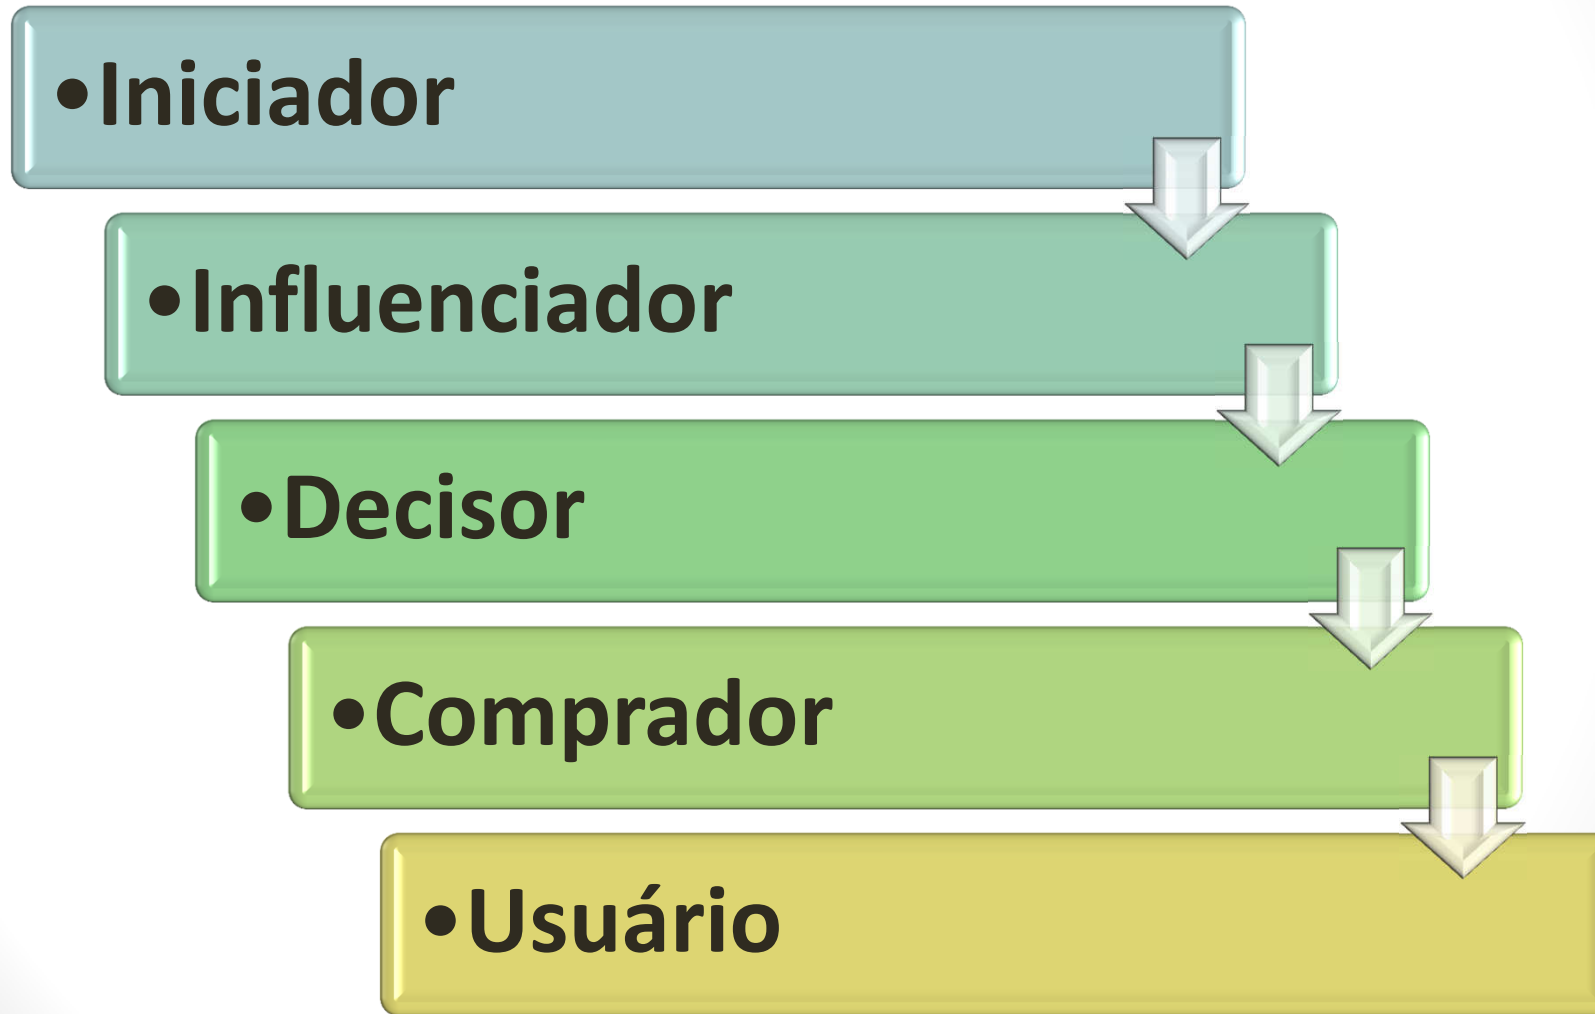 •Iniciador
•Influenciador
•Decisor
•Comprador
•Usuário